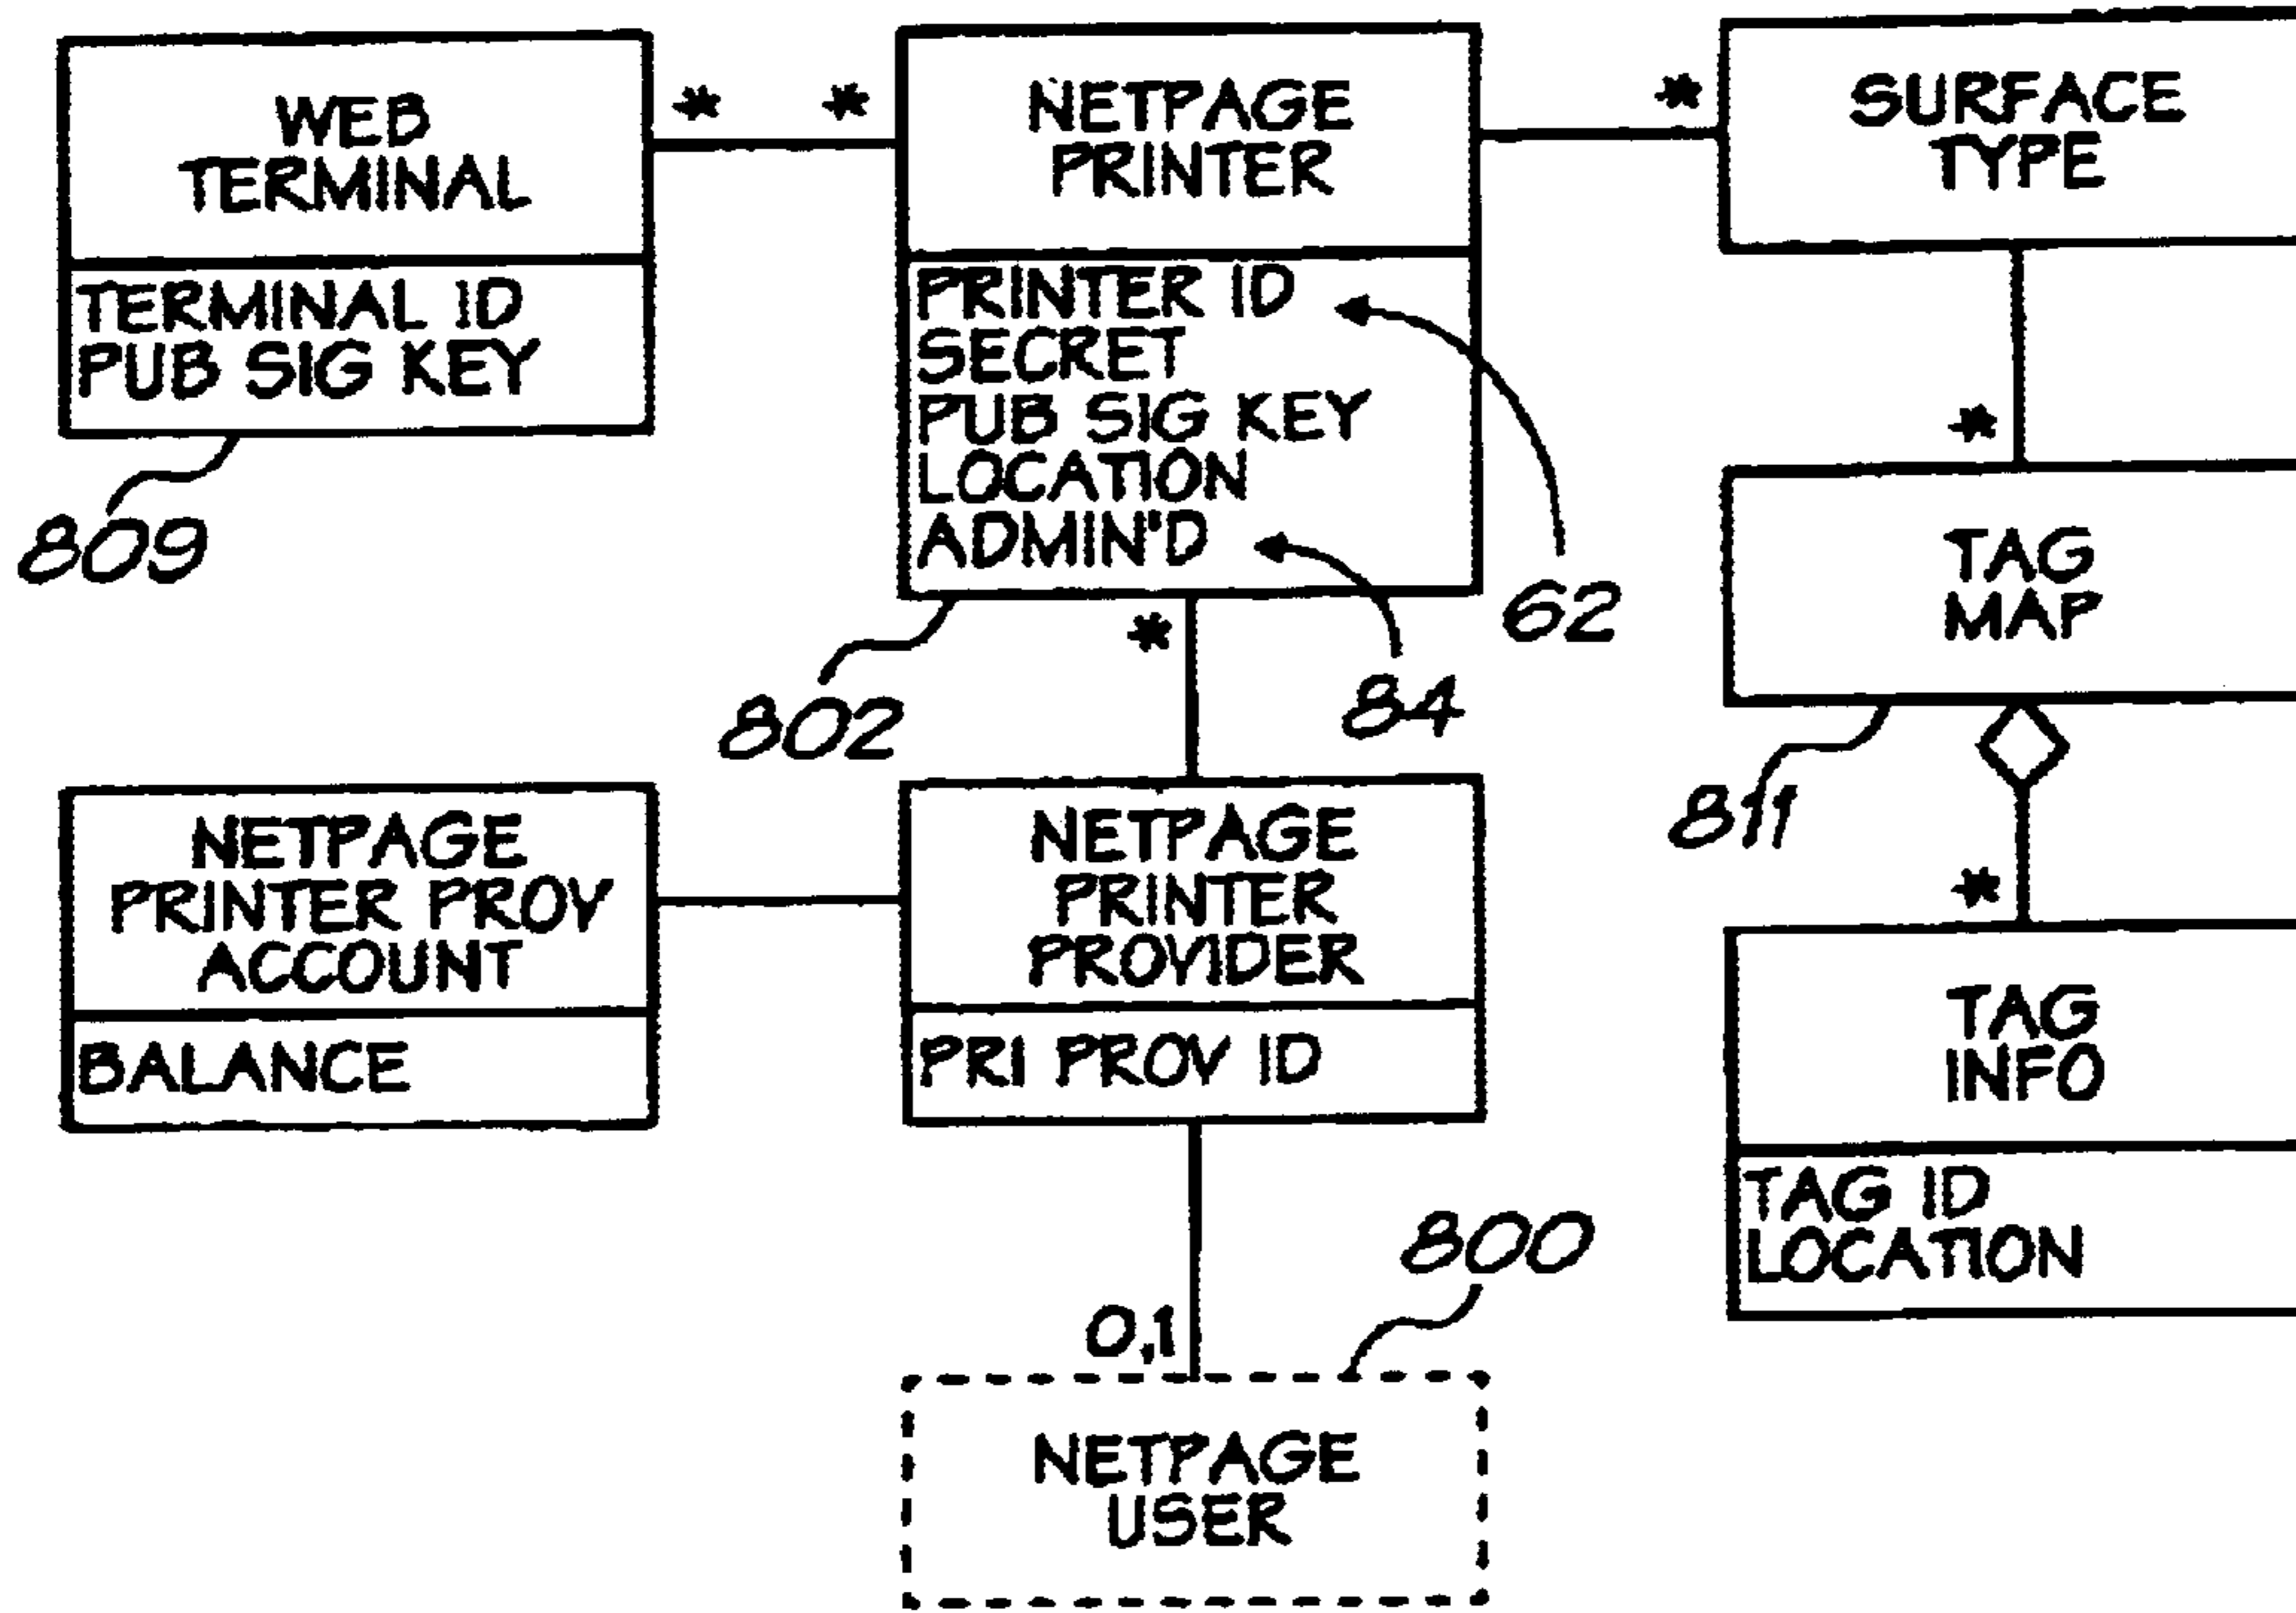 WEB
TERMINAL
TERMINAL ID
PUB SIG KEY
809
*
*
NETPAGE
PRINTER
PRINTER ID
SECRET
PUB SIG KEY
LOCATION
ADMIN'D
62
84
802
*
*
SURFACE
TYPE
*
TAG
MAP
811
*
TAG
INFO
TAG ID
LOCATION
NETPAGE
PRINTER PROV
ACCOUNT
BALANCE
NETPAGE
PRINTER
PROVIDER
PRI PROV ID
0,1
800
NETPAGE
USER